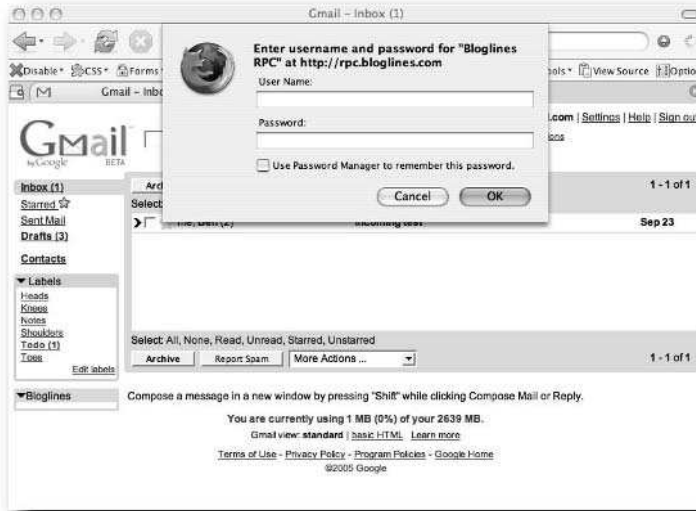 Gmail – Inbox (1)
Enter username and password for "Bloglines
RPC" at http://rpc.bloglines.com
User Name:
Password:
Use Password Manager to remember this password.
Cancel OK
Disable* CSS* Forms* View Source Optio
Gmail – Inbo
.com | Settings | Help | Sign out
GMail
by Google BETA
Inbox (1)
Starred
Sent Mail
Drafts (3)
Contacts
Labels
Heads
Knees
Notes
Shoulders
Todo (1)
Toes
Edit labels
Bloglines
1 - 1 of 1
Select
Sep 23
Select: All, None, Read, Unread, Starred, Unstarred
Archive Report Spam More Actions ... 1 - 1 of 1
Compose a message in a new window by pressing "Shift" while clicking Compose Mail or Reply.
You are currently using 1 MB (0%) of your 2639 MB.
Gmail view: standard | basic HTML Learn more
Terms of Use - Privacy Policy - Program Policies - Google Home
©2005 Google